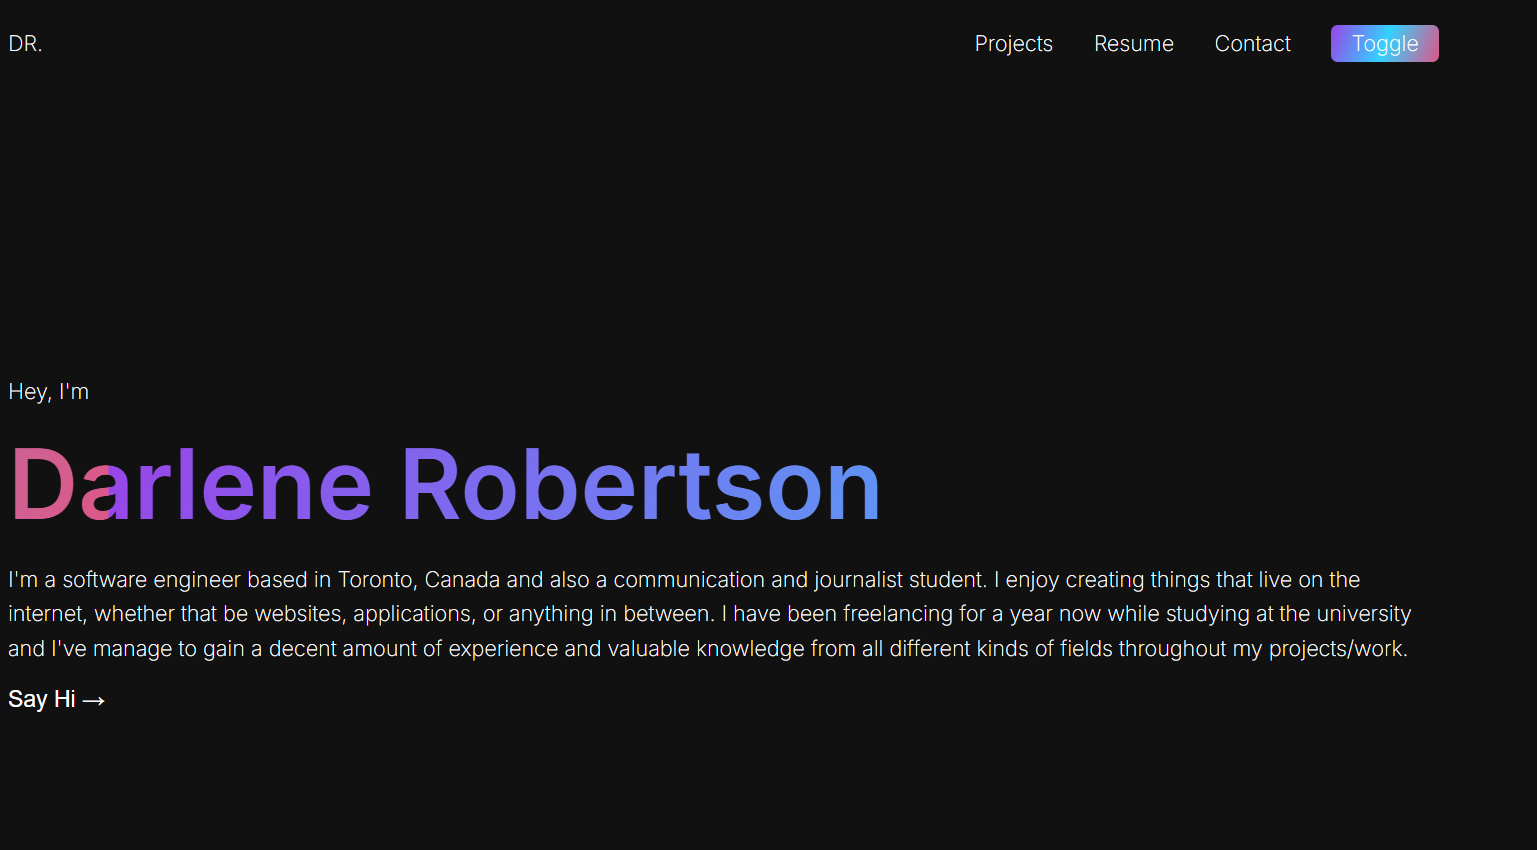 DR.
Projects Resume Contact Toggle
Hey, I'm
Darlene Robertson
I'm a software engineer based in Toronto, Canada and also a communication and journalist student. I enjoy creating things that live on the
internet, whether that be websites, applications, or anything in between. I have been freelancing for a year now while studying at the university
and I've manage to gain a decent amount of experience and valuable knowledge from all different kinds of fields throughout my projects/work.
Say Hi →